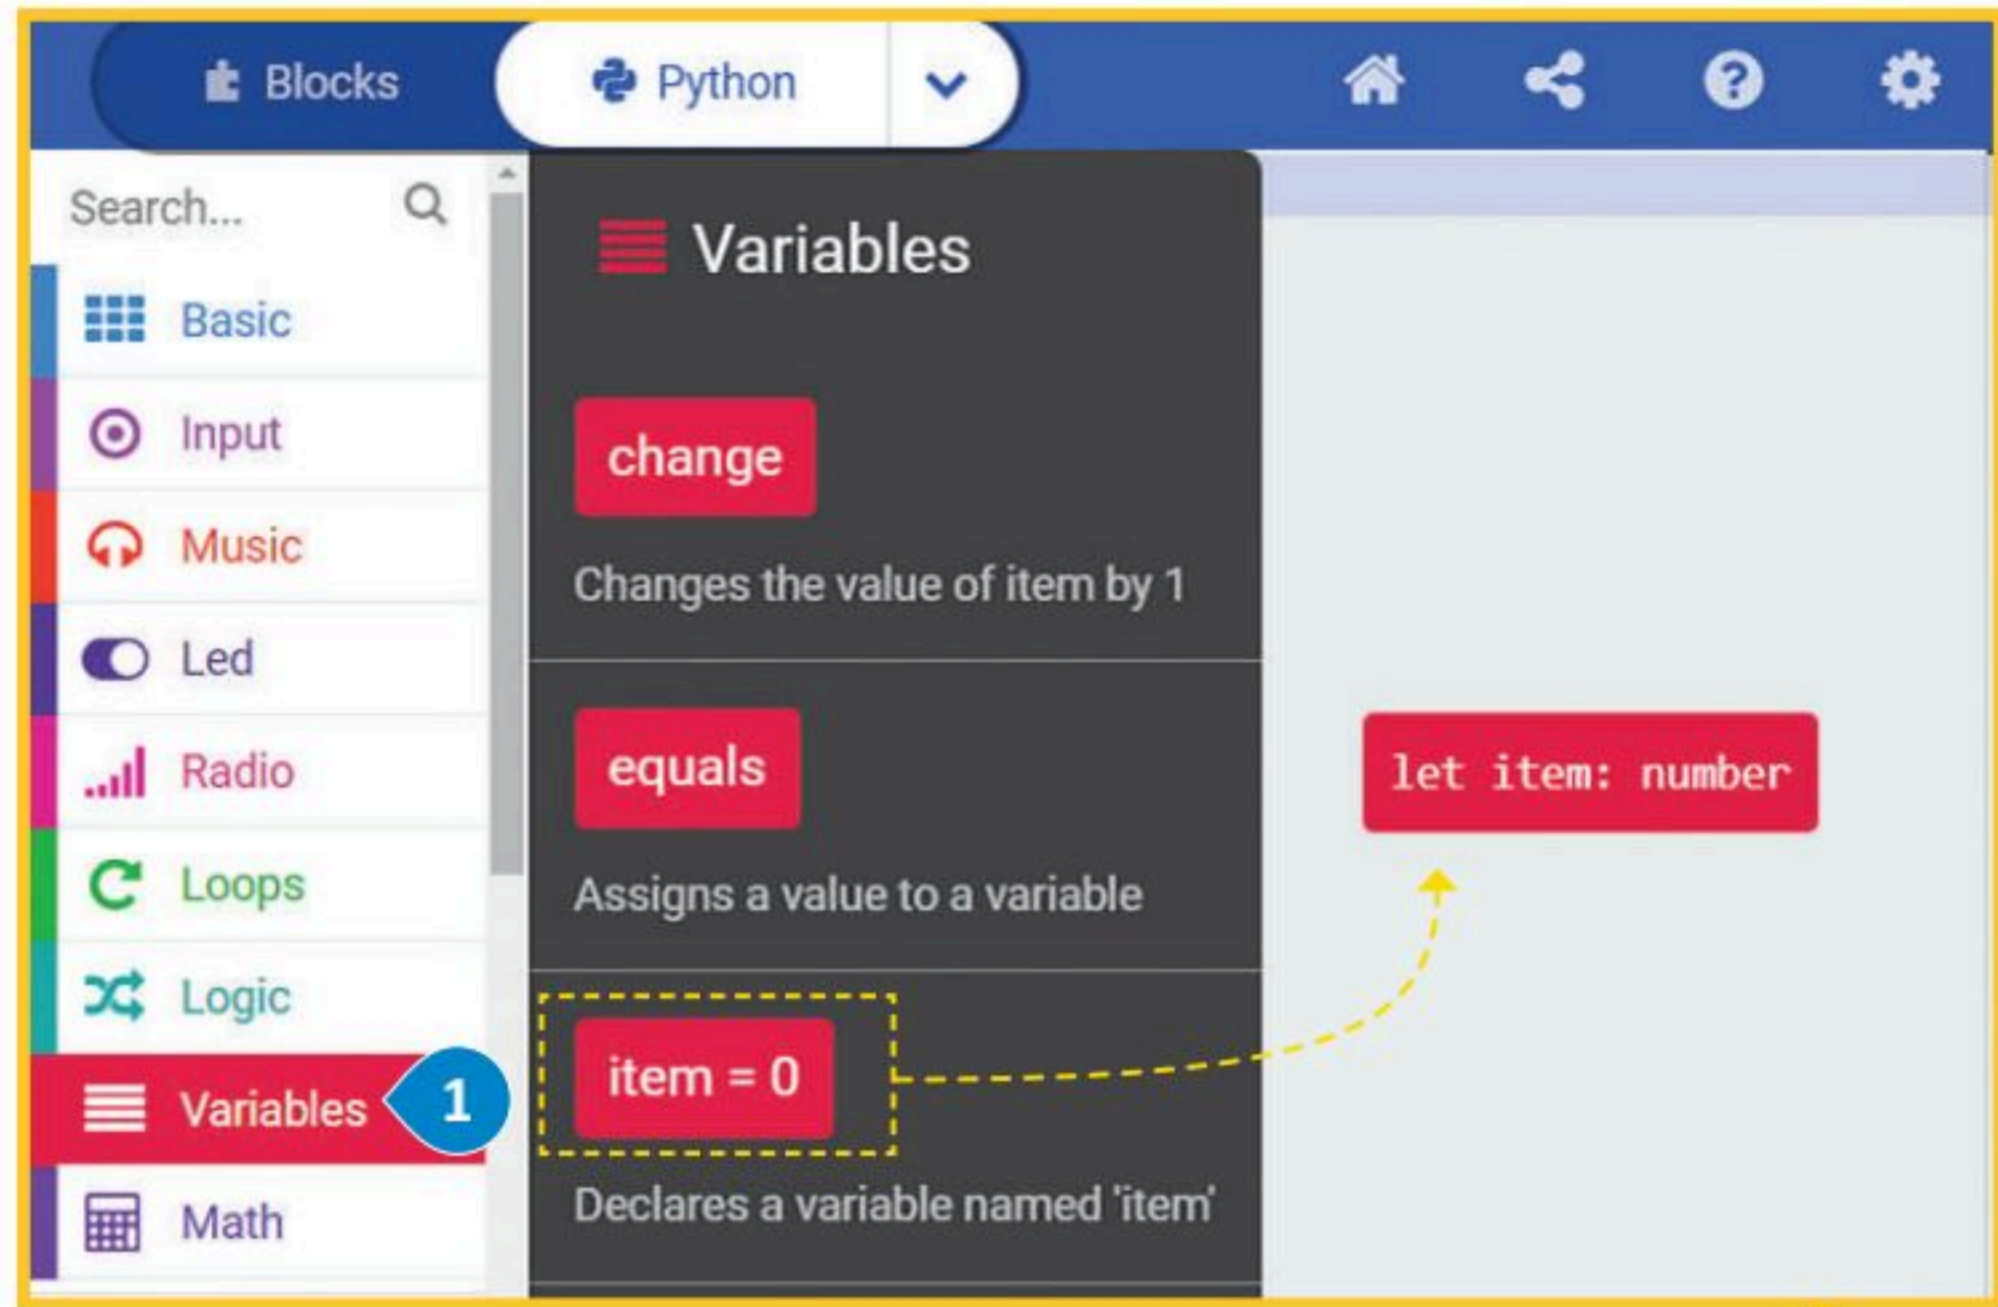 Blocks
Python
Search...
Basic
Input
Music
Led
Radio
Loops
Logic
Variables
1
Math
Variables
change
Changes the value of item by 1
equals
Assigns a value to a variable
item = 0
Declares a variable named 'item'
let item: number